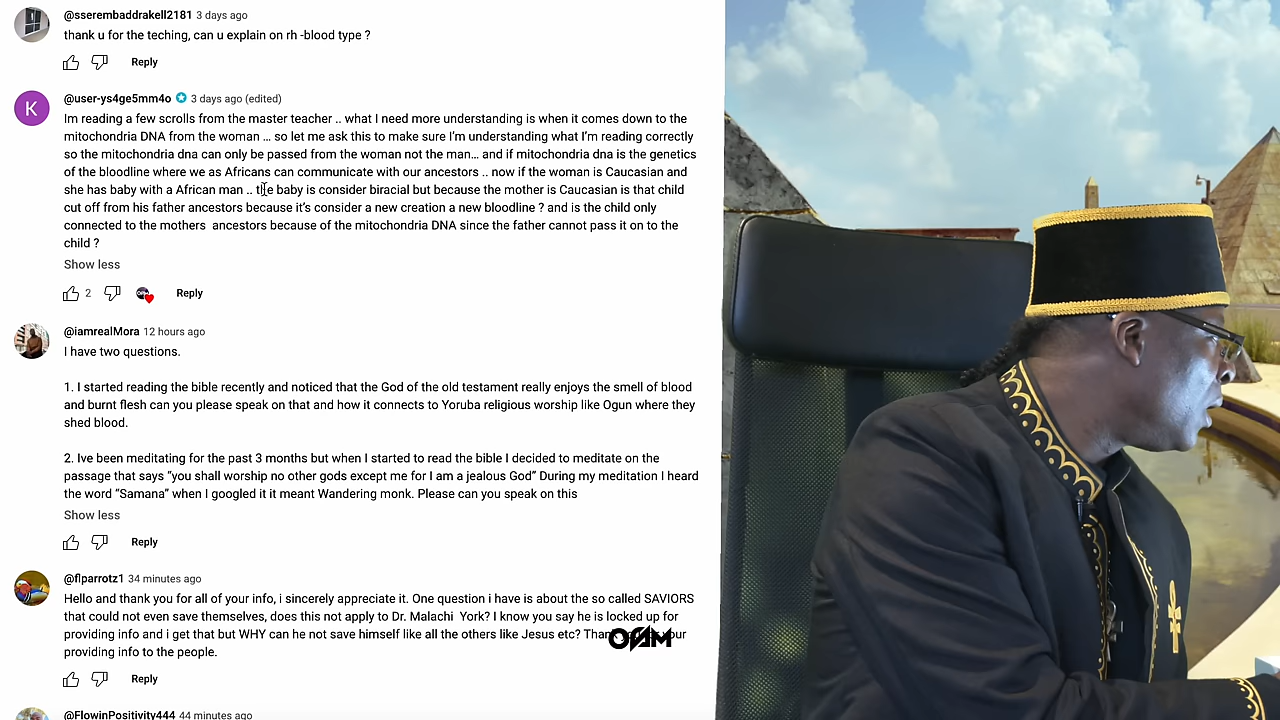 @sserembaddrakell2181 3 days ago
thank u for the teching, can u explain on rh -blood type ?
Reply
K
@user-ys4ge5mm4o 3 days ago (edited)
Im reading a few scrolls from the master teacher .. what I need more understanding is when it comes down to the
mitochondria DNA from the woman … so let me ask this to make sure I'm understanding what I'm reading correctly
so the mitochondria dna can only be passed from the woman not the man… and if mitochondria dna is the genetics
of the bloodline where we as Africans can communicate with our ancestors .. now if the woman is Caucasian and
she has baby with a African man .. the baby is consider biracial but because the mother is Caucasian is that child
cut off from his father ancestors because it's consider a new creation a new bloodline ? and is the child only
connected to the mothers ancestors because of the mitochondria DNA since the father cannot pass it on to the
child ?
Show less
2
Reply
@iamrealMora 12 hours ago
I have two questions.
1. I started reading the bible recently and noticed that the God of the old testament really enjoys the smell of blood
and burnt flesh can you please speak on that and how it connects to Yoruba religious worship like Ogun where they
shed blood.
2. Ive been meditating for the past 3 months but when I started to read the bible I decided to meditate on the
passage that says “you shall worship no other gods except me for I am a jealous God” During my meditation I heard
the word “Samana” when I googled it it meant Wandering monk. Please can you speak on this
Show less
Reply
@flparrotz1 34 minutes ago
Hello and thank you for all of your info, i sincerely appreciate it. One question i have is about the so called SAVIORS
that could not even save themselves, does this not apply to Dr. Malachi York? I know you say he is locked up for
providing info and i get that but WHY can he not save himself like all the others like Jesus etc? your
providing info to the people.
Reply
@FlowinPositivity444 44 minutes ago